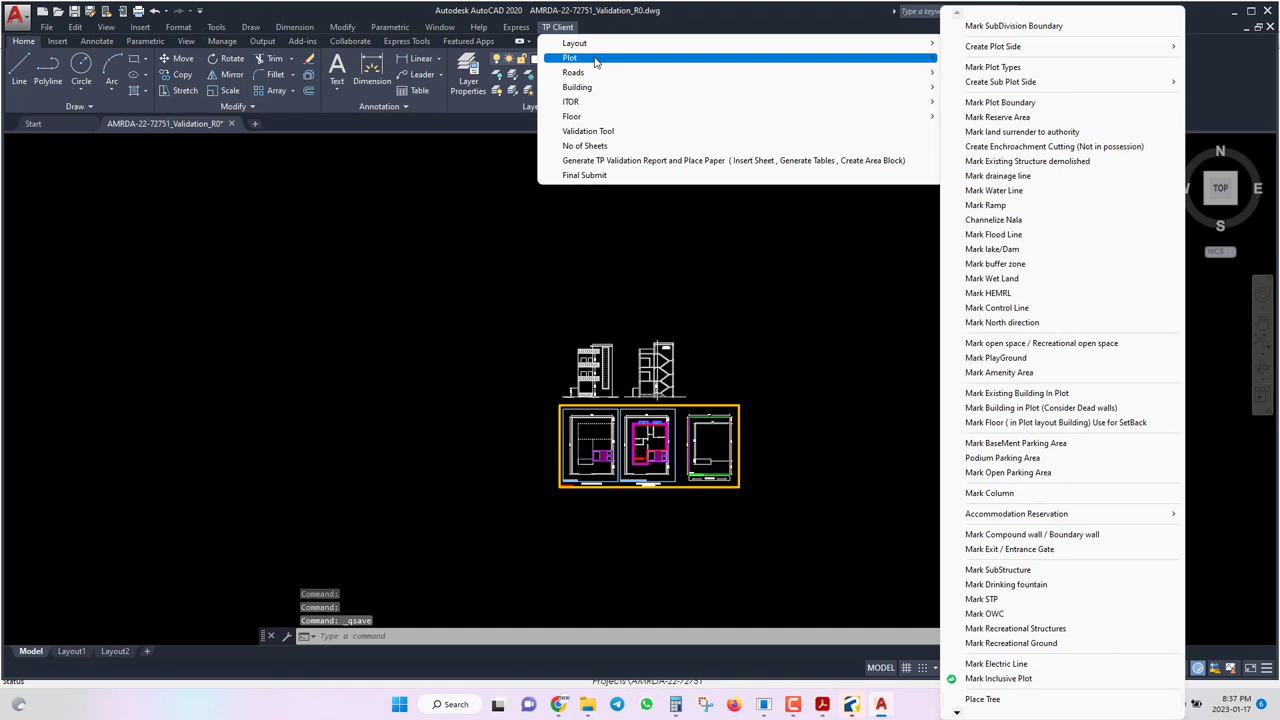 Autodesk AutoCAD 2020 AMRDA-22-72751_Validation_R0.dwg
Type a key
File Edit View Insert Format Tools Draw Dimension Modify Parametric Window Help Express TP Client
Home Insert Annotate Parametric View Manage Output Add-ins Collaborate Express Tools Featured Apps
Line Polyline Circle Arc
Draw
Move Rotate Trim
Copy Mirror
Stretch Scale Array
Modify
Text Dimension
Linear
Leader
Table
Annotation
Layer Properties
Start AMRDA-22-72751_Validation_R0*
Layout
Plot
Roads
Building
ITOR
Floor
Validation Tool
No of Sheets
Generate TP Validation Report and Place Paper ( Insert Sheet , Generate Tables , Create Area Block)
Final Submit
Mark SubDivision Boundary
Create Plot Side
Mark Plot Types
Create Sub Plot Side
Mark Plot Boundary
Mark Reserve Area
Mark land surrender to authority
Create Enchroachment Cutting (Not in possession)
Mark Existing Structure demolished
Mark drainage line
Mark Water Line
Mark Ramp
Channelize Nala
Mark Flood Line
Mark lake/Dam
Mark buffer zone
Mark Wet Land
Mark HEMRL
Mark Control Line
Mark North direction
Mark open space / Recreational open space
Mark PlayGround
Mark Amenity Area
Mark Existing Building In Plot
Mark Building in Plot (Consider Dead walls)
Mark Floor ( in Plot layout Building) Use for SetBack
Mark BaseMent Parking Area
Podium Parking Area
Mark Open Parking Area
Mark Column
Accommodation Reservation
Mark Compound wall / Boundary wall
Mark Exit / Entrance Gate
Mark SubStructure
Mark Drinking fountain
Mark STP
Mark OWC
Mark Recreational Structures
Mark Recreational Ground
Mark Electric Line
Mark Inclusive Plot
Place Tree
N
TOP E
S
WCS
Command:
Command:
Command: _qsave
Type a command
Model Layout1 Layout2
MODEL
Status
Projects\AMRDA-22-72751
Search
8:37 PM
2023-01-17
6